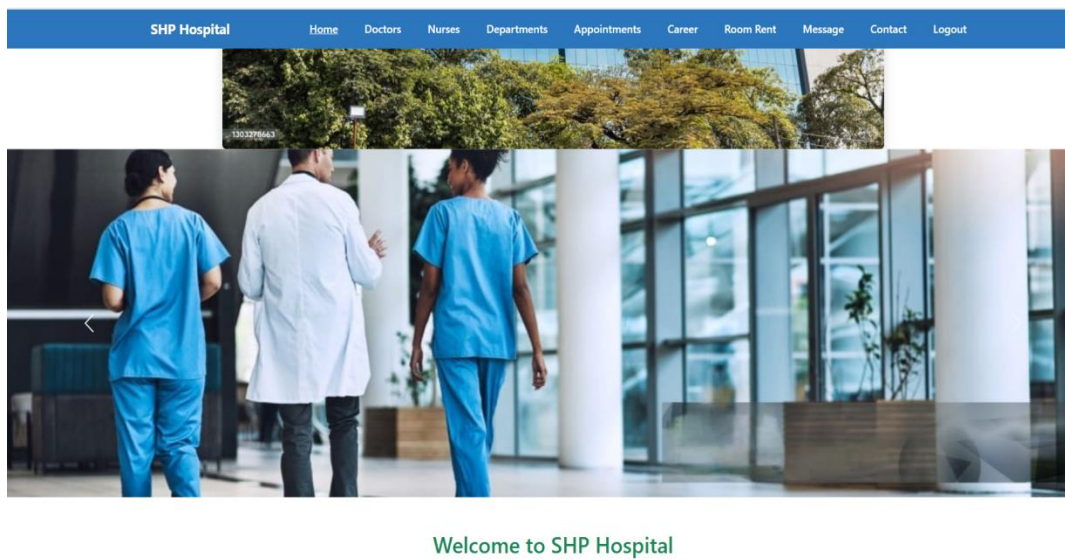 SHP Hospital Home Doctors Nurses Departments Appointments Career Room Rent Message Contact Logout
1303278663
Welcome to SHP Hospital